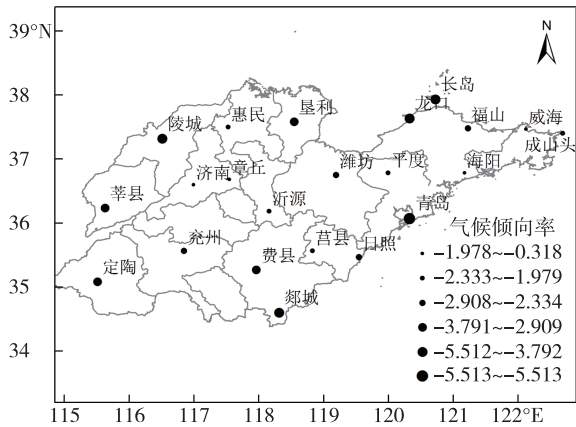 39°N
N
长岛
38
垦利
龙口
惠民
福山
威海
陵城
成山头
37
章丘
潍坊
平度
海阳
济南
莘县
沂源
青岛
36
气候倾向率
兖州
莒县
日照
−1.978~−0.318
费县
定陶
−2.333~−1.979
35
−2.908~−2.334
郯城
−3.791~−2.909
34
−5.512~−3.792
−5.513~−5.513
115 116 117 118 119 120 121 122°E